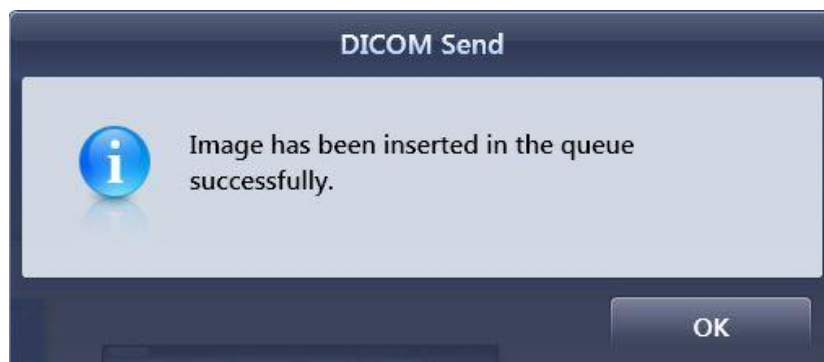 DICOM Send
Image has been inserted in the queue
successfully.
OK